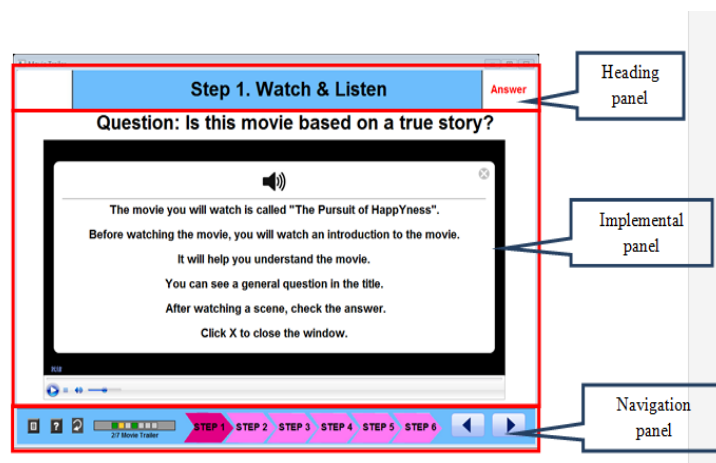 Movie Trailer
Step 1. Watch & Listen
Answer
Heading
panel
Question: Is this movie based on a true story?
The movie you will watch is called "The Pursuit of HappYness".
Before watching the movie, you will watch an introduction to the movie.
It will help you understand the movie.
You can see a general question in the title.
After watching a scene, check the answer.
Click X to close the window.
Implemental
panel
?
2/7 Movie Trailer
STEP 1
STEP 2
STEP 3
STEP 4
STEP 5
STEP 6
Navigation
panel